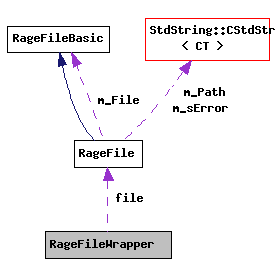 RageFileBasic
StdString::CStdStr
< CT >
m_File
m_Path
m_sError
RageFile
file
RageFileWrapper